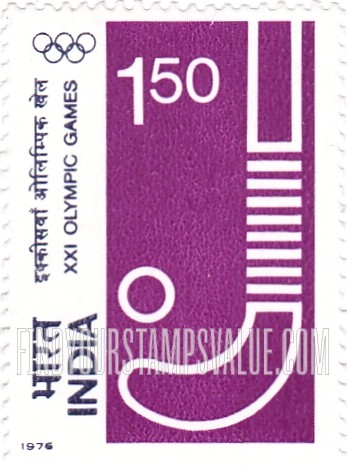 1.50
इक्कीसवाँ ओलिम्पिक खेल
XXI OLYMPIC GAMES
भारत
INDIA
FINDYOURSTAMPSVALUE.COM
1976